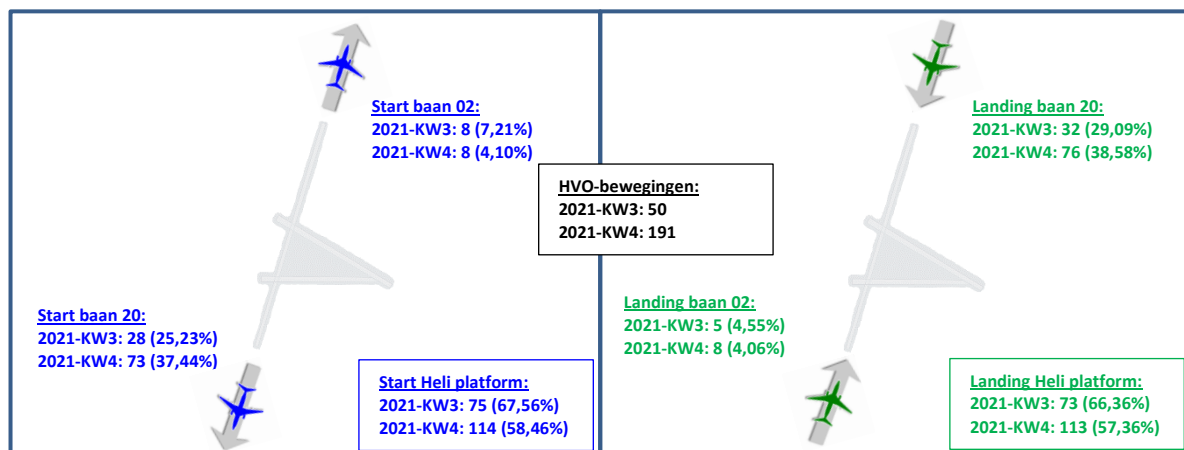 Start baan 02:
2021-KW3: 8 (7,21%)
2021-KW4: 8 (4,10%)
Landing baan 20:
2021-KW3: 32 (29,09%)
2021-KW4: 76 (38,58%)
HVO-bewegingen:
2021-KW3: 50
2021-KW4: 191
Start baan 20:
2021-KW3: 28 (25,23%)
2021-KW4: 73 (37,44%)
Landing baan 02:
2021-KW3: 5 (4,55%)
2021-KW4: 8 (4,06%)
Start Heli platform:
2021-KW3: 75 (67,56%)
2021-KW4: 114 (58,46%)
Landing Heli platform:
2021-KW3: 73 (66,36%)
2021-KW4: 113 (57,36%)